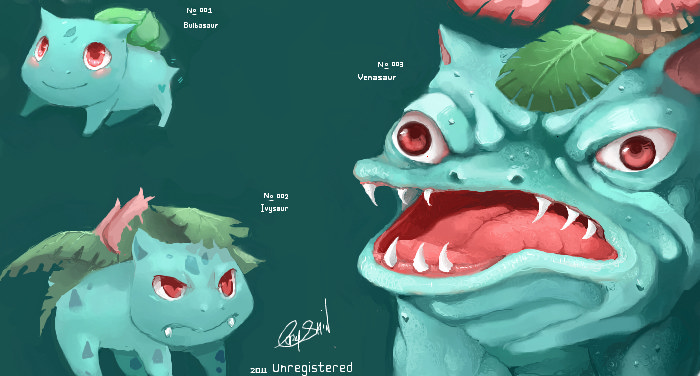 No 001
Bulbasaur
No 003
Venasaur
No 002
Ivysaur
2011 Unregistered